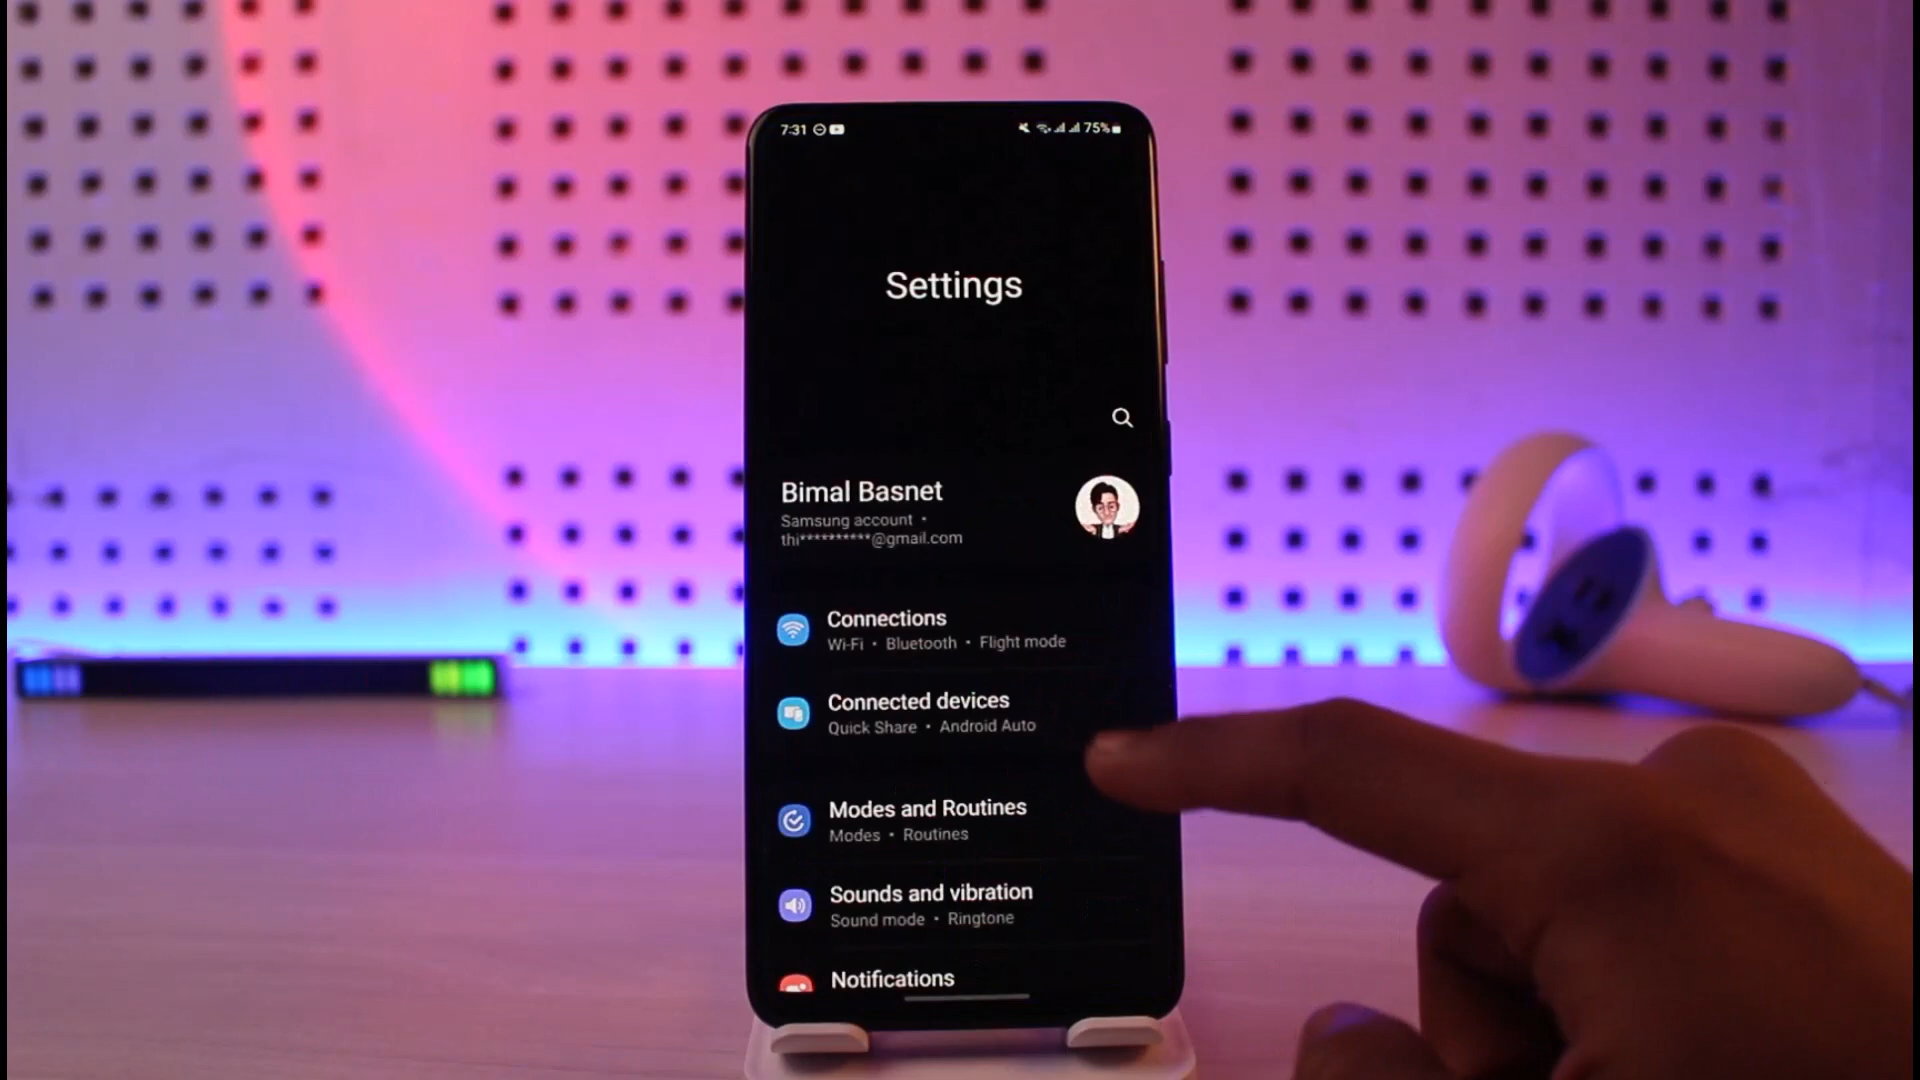 7:31 75%
Settings
Bimal Basnet
Samsung account •
thi**********@gmail.com
Connections
Wi-Fi • Bluetooth • Flight mode
Connected devices
Quick Share • Android Auto
Modes and Routines
Modes • Routines
Sounds and vibration
Sound mode • Ringtone
Notifications